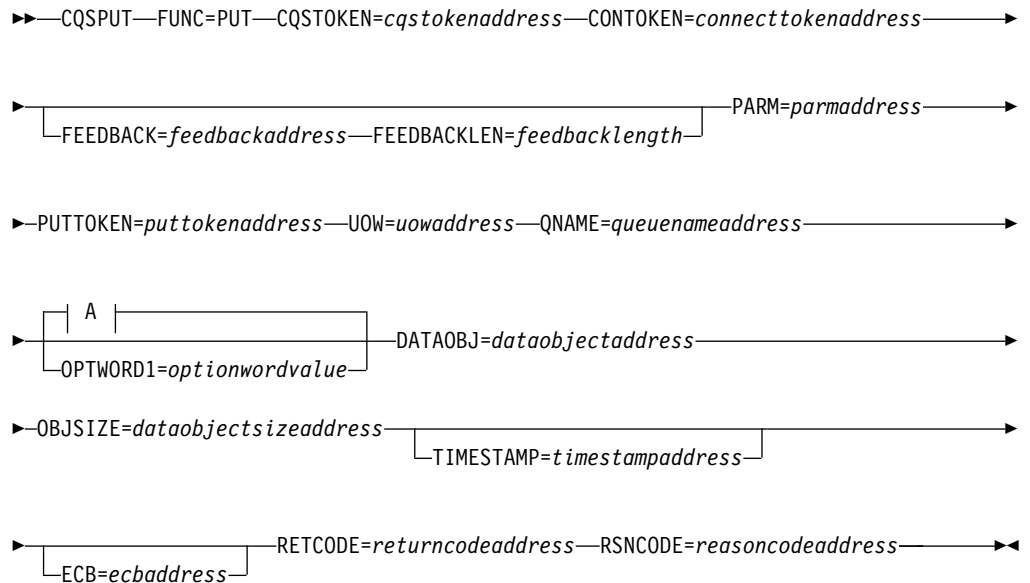 CQSPUT FUNC=PUT CQSTOKEN=cqstokenaddress CONTOKEN=connecttokenaddress
PARM=parmaddress
FEEDBACK=feedbackaddress FEEDBACKLEN=feedbacklength
PUTTOKEN=puttokenaddress UOW=uowaddress QNAME=queuenameaddress
A
DATAOBJ=dataobjectaddress
OPTWORD1=optionwordvalue
OBJSIZE=dataobjectsizeaddress
TIMESTAMP=timestampaddress
RETCODE=returncodeaddress RSNCODE=reasoncodeaddress
ECB=ecbaddress